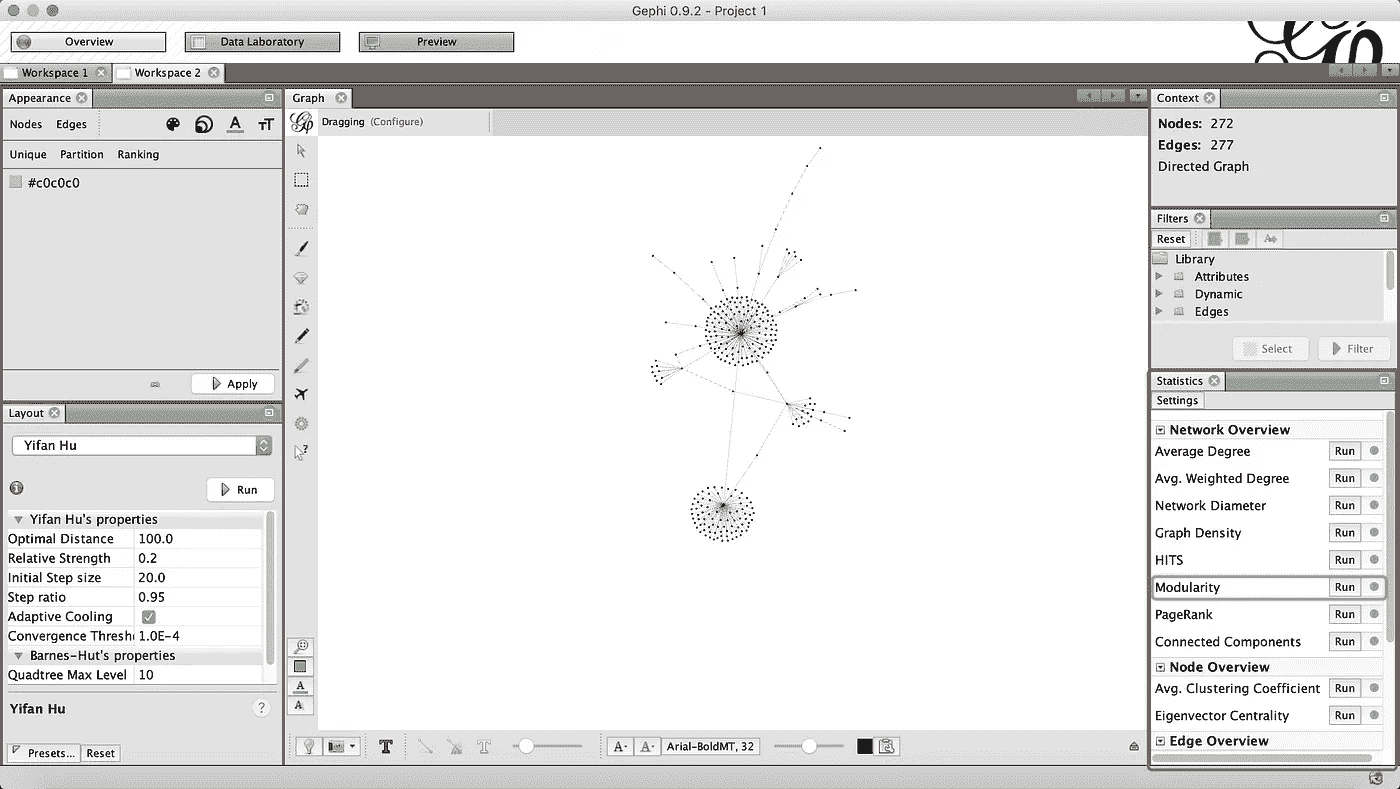 Gephi 0.9.2 - Project 1
Overview
Data Laboratory
Preview
Workspace 1
Workspace 2
Appearance
Nodes Edges
Unique Partition Ranking
#c0c0c0
Apply
Layout
Yifan Hu
Run
Yifan Hu's properties
Optimal Distance 100.0
Relative Strength 0.2
Initial Step size 20.0
Step ratio 0.95
Adaptive Cooling
Convergence Thresh 1.0E-4
Barnes-Hut's properties
Quadtree Max Level 10
Yifan Hu
?
Presets... Reset
Graph
Dragging (Configure)
Arial-BoldMT, 32
Context
Nodes: 272
Edges: 277
Directed Graph
Filters
Reset
Library
Attributes
Dynamic
Edges
Select
Filter
Statistics
Settings
Network Overview
Average Degree Run
Avg. Weighted Degree Run
Network Diameter Run
Graph Density Run
HITS Run
Modularity Run
PageRank Run
Connected Components Run
Node Overview
Avg. Clustering Coefficient Run
Eigenvector Centrality Run
Edge Overview